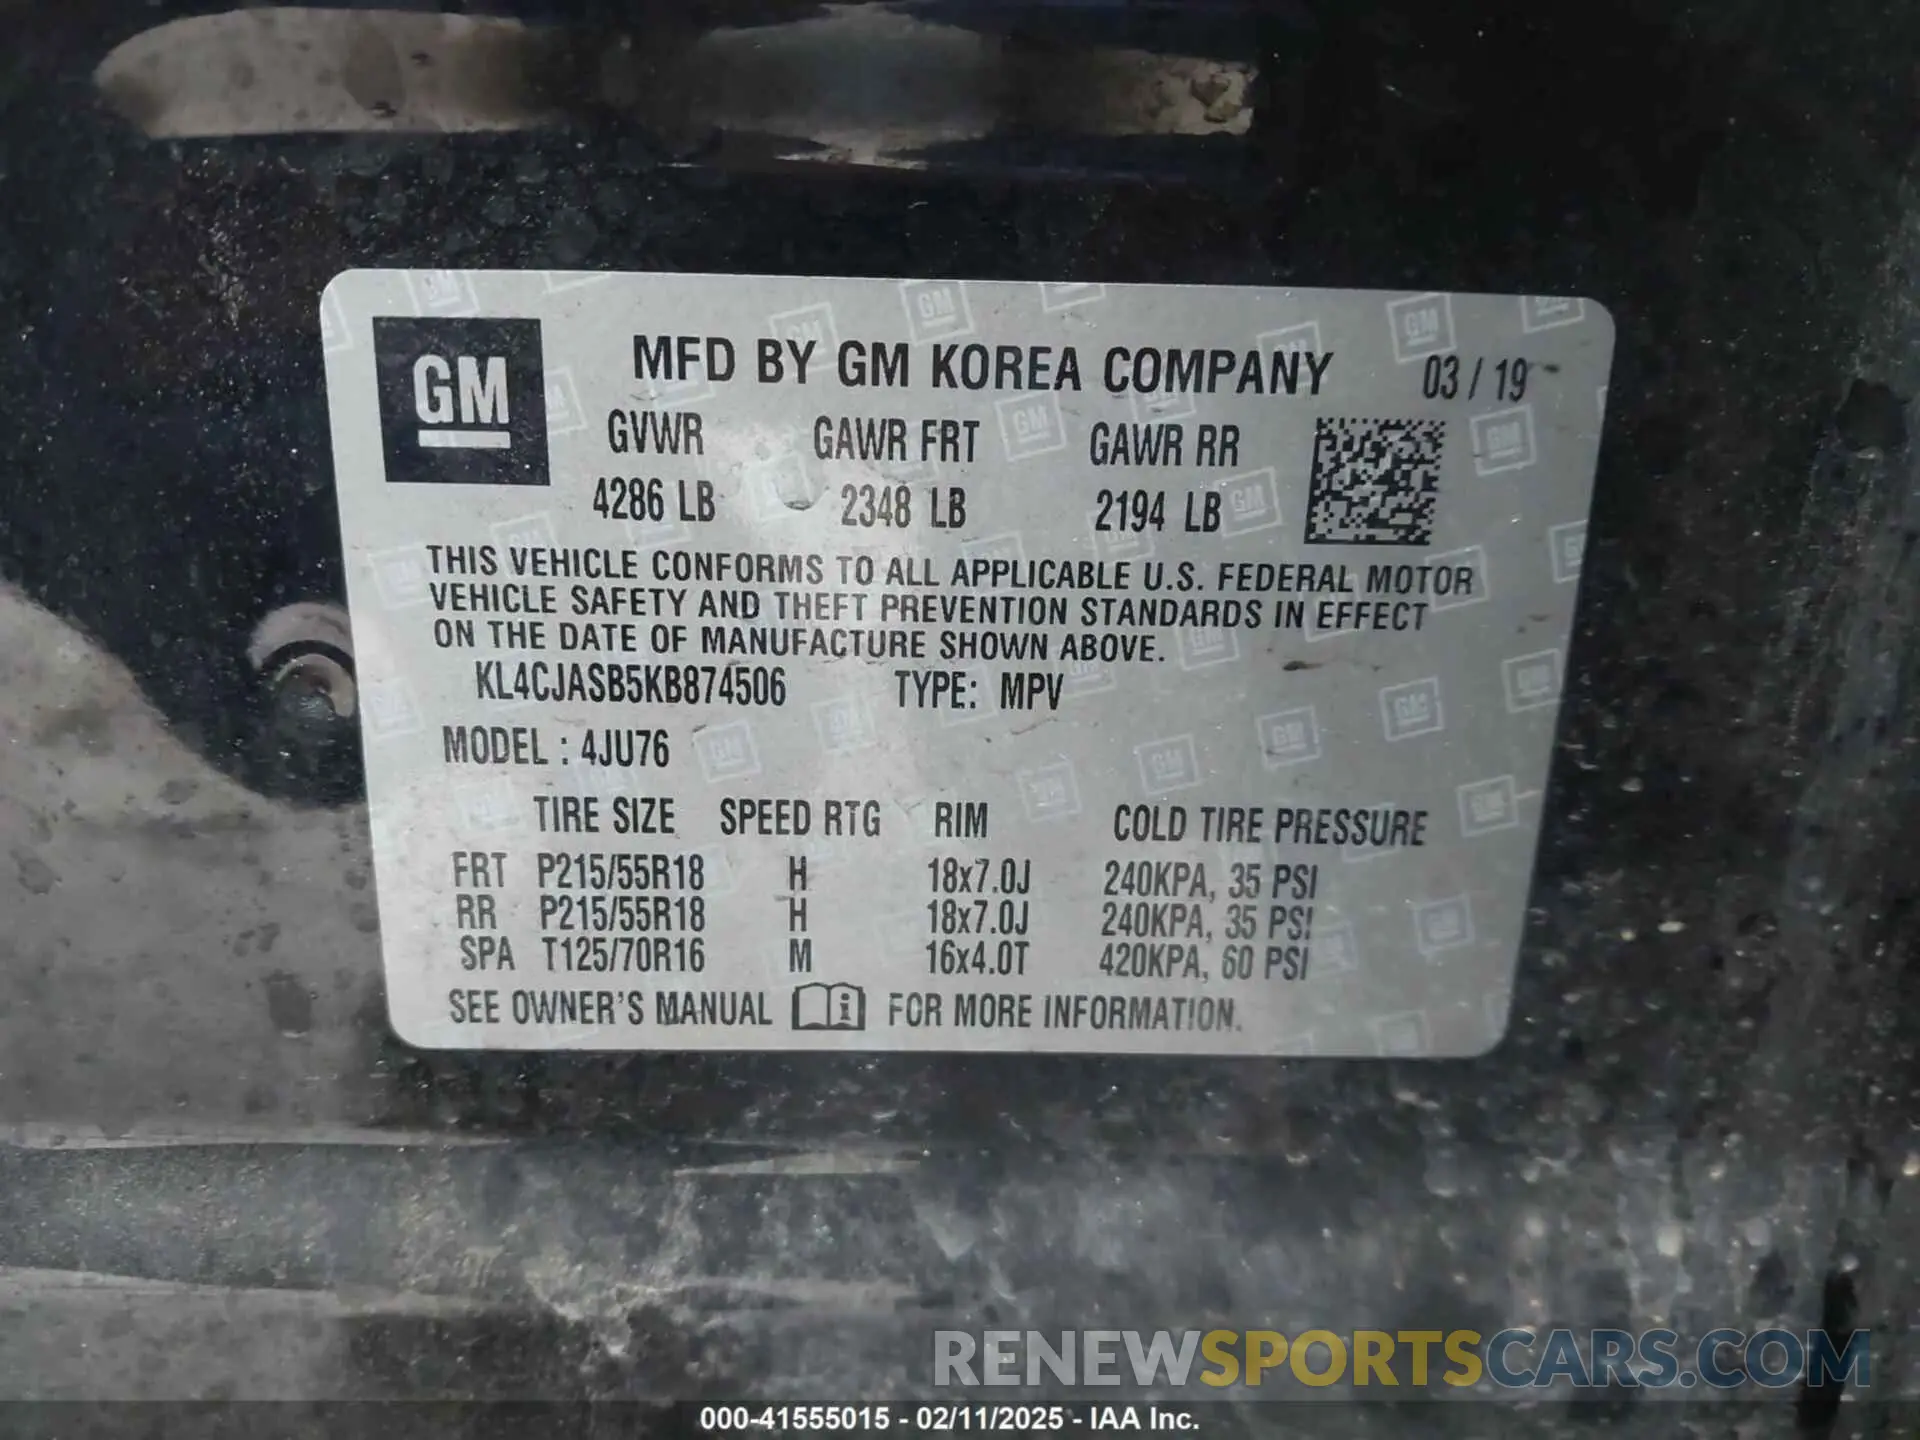 GM
MFD BY GM KOREA COMPANY 03 / 19
GVWR GAWR FRT GAWR RR
4286 LB 2348 LB 2194 LB
THIS VEHICLE CONFORMS TO ALL APPLICABLE U.S. FEDERAL MOTOR
VEHICLE SAFETY AND THEFT PREVENTION STANDARDS IN EFFECT
ON THE DATE OF MANUFACTURE SHOWN ABOVE.
KL4CJASB5KB874506 TYPE: MPV
MODEL : 4JU76
TIRE SIZE SPEED RTG RIM COLD TIRE PRESSURE
FRT P215/55R18 H 18x7.0J 240KPA, 35 PSI
RR P215/55R18 H 18x7.0J 240KPA, 35 PSI
SPA T125/70R16 M 16x4.0T 420KPA, 60 PSI
SEE OWNER'S MANUAL i FOR MORE INFORMATION.
RENEWSPORTSCARS.COM
000-41555015 - 02/11/2025 - IAA Inc.